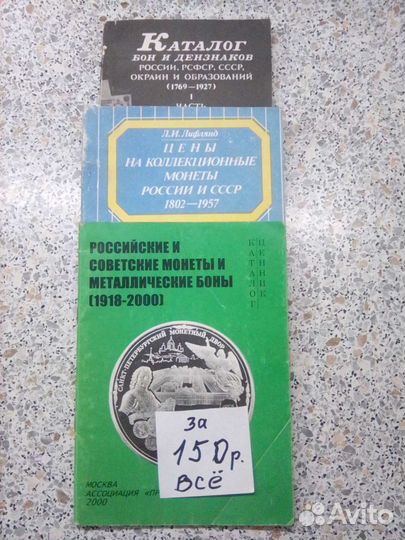 КАТАЛОГ
БОН И ДЕНЗНАКОВ
РОССИИ, РСФСР, СССР,
ОКРАИН И ОБРАЗОВАНИЙ
(1769—1927)
I
ЧАСТЬ
Л.И. Лифлянд
ЦЕНЫ
НА КОЛЛЕКЦИОННЫЕ
МОНЕТЫ
РОССИИ И СССР
1802—1957
РОССИЙСКИЕ И
СОВЕТСКИЕ МОНЕТЫ И
МЕТАЛЛИЧЕСКИЕ БОНЫ
(1918-2000)
КАТАЛОГ
ЦЕННИК
САНКТ-ПЕТЕРБУРГСКИЙ МОНЕТНЫЙ ДВОР
за
150 р.
ВСЁ
МОСКВА
АССОЦИАЦИЯ
2000
Avito